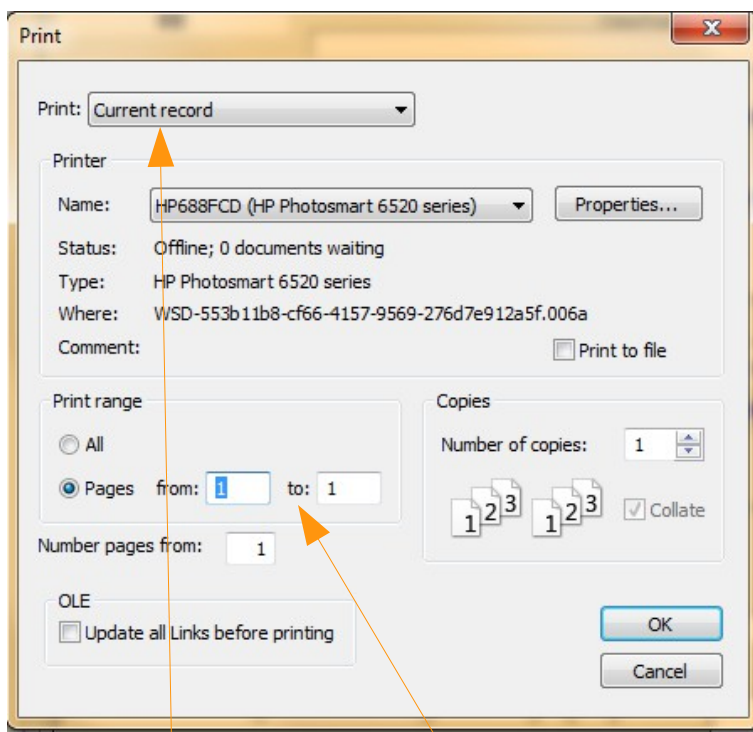 Print
Print: Current record
Printer
Name: HP688FCD (HP Photosmart 6520 series) Properties...
Status: Offline; 0 documents waiting
Type: HP Photosmart 6520 series
Where: WSD-553b11b8-cf66-4157-9569-276d7e912a5f.006a
Comment: Print to file
Print range
All
Pages from: 1 to: 1
Number pages from: 1
Copies
Number of copies: 1
1 2 3 1 2 3 Collate
OLE
Update all Links before printing
OK
Cancel